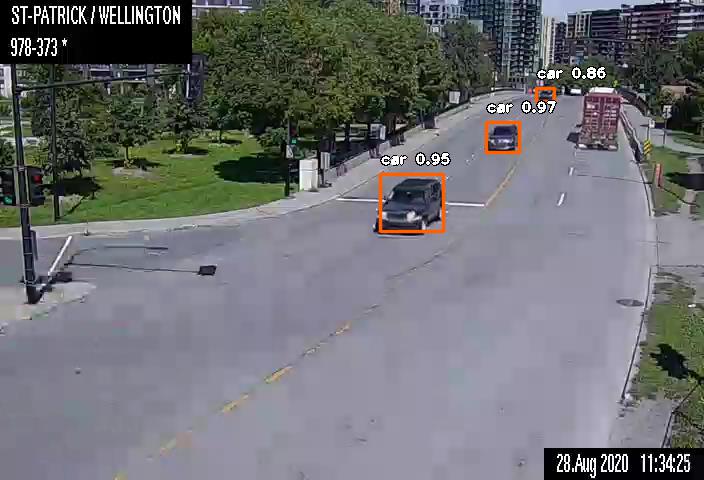 ST-PATRICK / WELLINGTON
978-373 *
car 0.86
car 0.97
car 0.95
28.Aug 2020 11:34:25